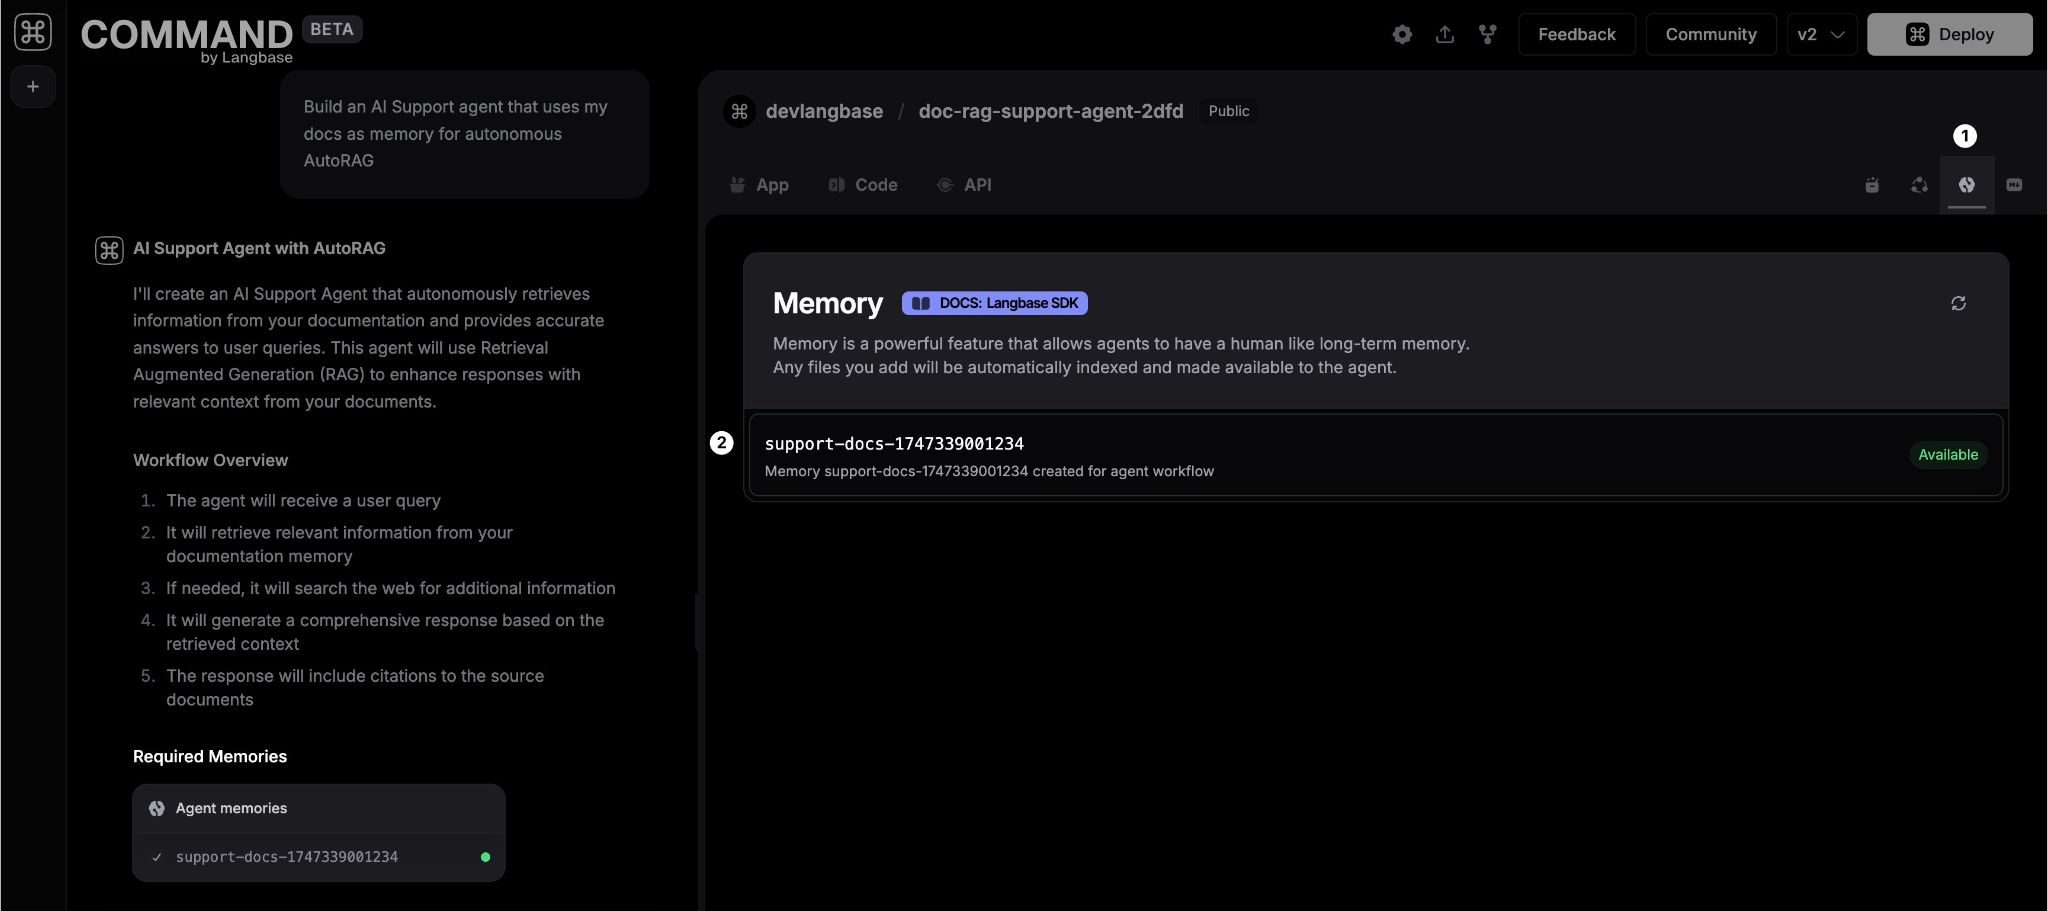 COMMAND
BETA
by Langbase
Feedback
Community
v2
Deploy
+
Build an AI Support agent that uses my
docs as memory for autonomous
AutoRAG
AI Support Agent with AutoRAG
I'll create an AI Support Agent that autonomously retrieves
information from your documentation and provides accurate
answers to user queries. This agent will use Retrieval
Augmented Generation (RAG) to enhance responses with
relevant context from your documents.
Workflow Overview
1. The agent will receive a user query
2. It will retrieve relevant information from your
documentation memory
3. If needed, it will search the web for additional information
4. It will generate a comprehensive response based on the
retrieved context
5. The response will include citations to the source
documents
Required Memories
Agent memories
✓ support-docs-1747339001234
devlangbase / doc-rag-support-agent-2dfd
Public
1
App
Code
API
Memory
DOCS: Langbase SDK
Memory is a powerful feature that allows agents to have a human like long-term memory.
Any files you add will be automatically indexed and made available to the agent.
2
support-docs-1747339001234
Memory support-docs-1747339001234 created for agent workflow
Available